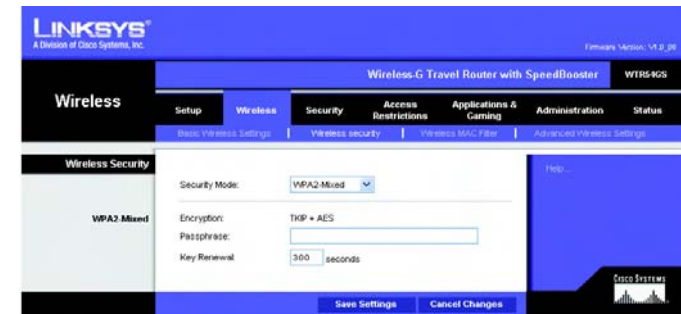 LINKSYS®
A Division of Cisco Systems, Inc.
Firmware Version: V1.0_01
Wireless-G Travel Router with SpeedBooster WTR54GS
Wireless
Setup Wireless Security Access Restrictions Applications & Gaming Administration Status
Basic Wireless Settings | Wireless security | Wireless MAC Filter | Advanced Wireless Settings
Wireless Security
Help...
Security Mode: WPA2-Mixed
WPA2-Mixed
Encryption: TKIP + AES
Passphrase:
Key Renewal: 300 seconds
CISCO SYSTEMS
Save Settings Cancel Changes